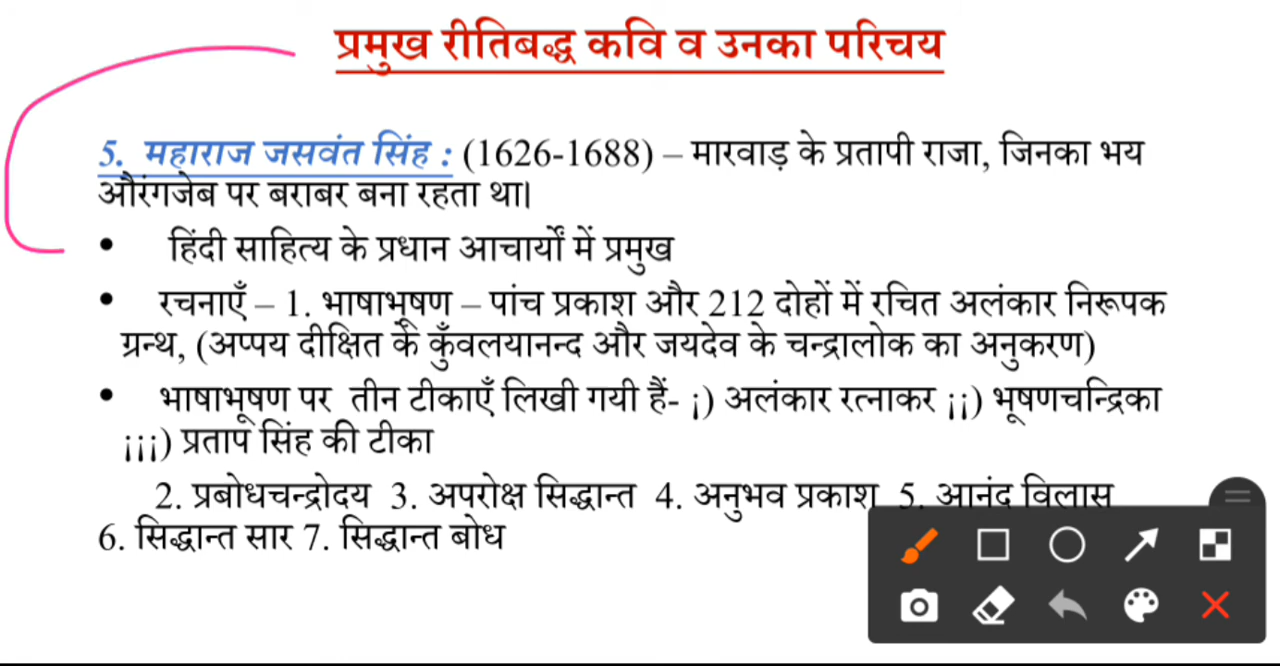 प्रमुख रीतिबद्ध कवि व उनका परिचय
5. महाराज जसवंत सिंह : (1626-1688) – मारवाड़ के प्रतापी राजा, जिनका भय
औरंगजेब पर बराबर बना रहता था।
• हिंदी साहित्य के प्रधान आचार्यों में प्रमुख
• रचनाएँ – 1. भाषाभूषण – पांच प्रकाश और 212 दोहों में रचित अलंकार निरूपक
ग्रन्थ, (अप्पय दीक्षित के कुँवलयानन्द और जयदेव के चन्द्रालोक का अनुकरण)
• भाषाभूषण पर तीन टीकाएँ लिखी गयी हैं- ¡) अलंकार रत्नाकर ¡¡) भूषणचन्द्रिका
¡¡¡) प्रताप सिंह की टीका
2. प्रबोधचन्द्रोदय 3. अपरोक्ष सिद्धान्त 4. अनुभव प्रकाश 5. आनंद विलास
6. सिद्धान्त सार 7. सिद्धान्त बोध